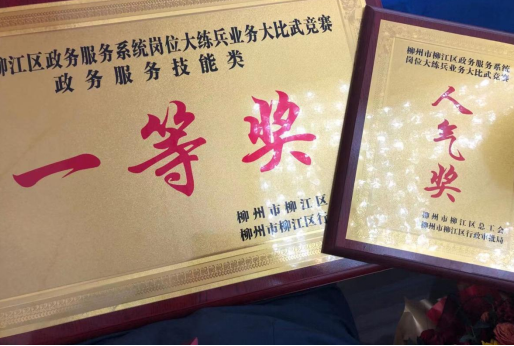 柳江区政务服务系统岗位大练兵业务大比武竞赛
政务服务技能类
一等奖
柳州市柳江区
柳州市柳江区行
柳州市柳江区政务服务系统
岗位大练兵业务大比武竞赛
人气奖
柳州市柳江区总工会
柳州市柳江区行政审批局